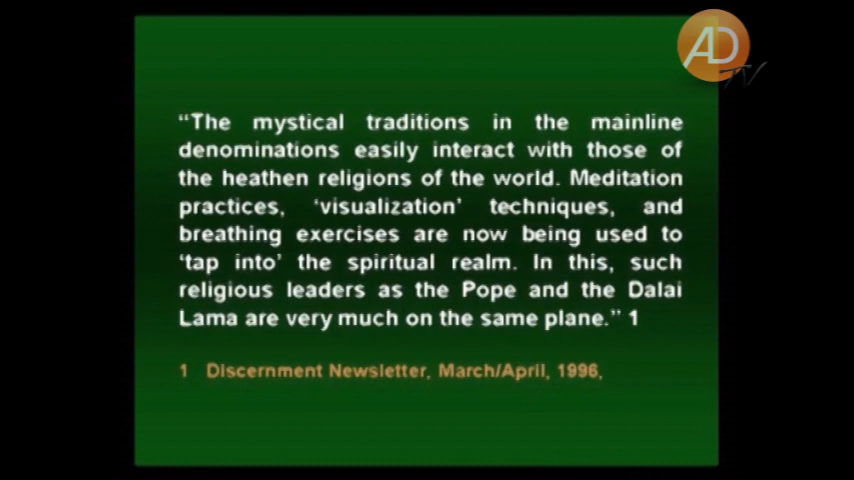 AD
TV
“The mystical traditions in the mainline
denominations easily interact with those of
the heathen religions of the world. Meditation
practices, ‘visualization’ techniques, and
breathing exercises are now being used to
‘tap into’ the spiritual realm. In this, such
religious leaders as the Pope and the Dalai
Lama are very much on the same plane.” 1
1 Discernment Newsletter, March/April, 1996,